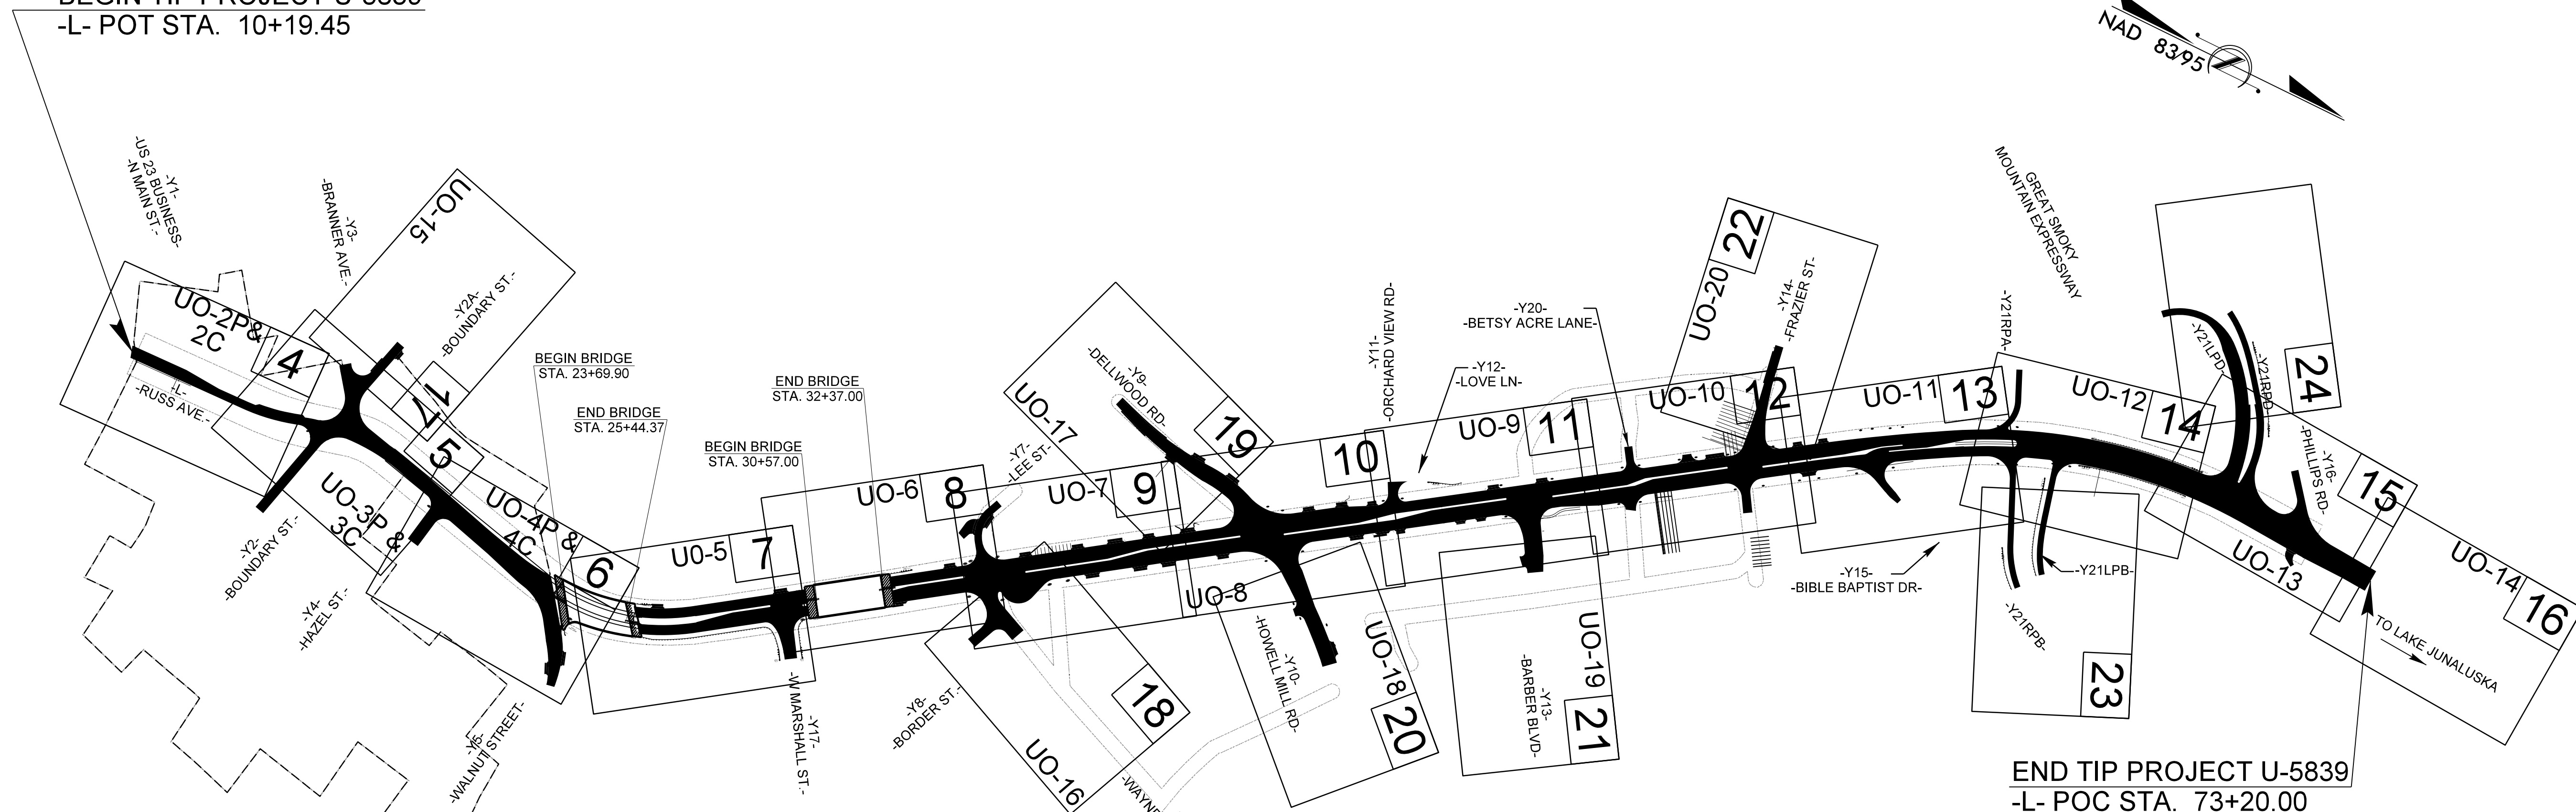 -L- POT STA. 10+19.45
NAD 83/95
-Y1-
-US 23 BUSINESS-
-N MAIN ST.-
-Y3-
-BRANNER AVE.-
UO-15
17
-Y2A-
-BOUNDARY ST.-
UO-2P&
2C
4
-L-
-RUSS AVE.-
5
UO-3P &
3C
-Y2-
-BOUNDARY ST.-
-Y4-
-HAZEL ST.-
UO-4P &
4C
6
-Y5-
-WALNUT STREET-
BEGIN BRIDGE
STA. 23+69.90
END BRIDGE
STA. 25+44.37
BEGIN BRIDGE
STA. 30+57.00
END BRIDGE
STA. 32+37.00
U0-5
7
-Y17-
-W MARSHALL ST.-
UO-6
8
-Y7-
-LEE ST-
-Y8-
-BORDER ST.-
UO-16
18
UO-17
19
-Y9-
-DELLWOOD RD-
UO-7
9
UO-8
10
-Y10-
-HOWELL MILL RD-
UO-18
20
-Y11-
-ORCHARD VIEW RD-
-Y12-
-LOVE LN-
-Y20-
-BETSY ACRE LANE-
UO-9
11
-Y13-
-BARBER BLVD-
UO-19
21
UO-20
22
-Y14-
-FRAZIER ST-
UO-10
12
UO-11
13
-Y15-
-BIBLE BAPTIST DR-
-Y21RPA-
GREAT SMOKY
MOUNTAIN EXPRESSWAY
UO-12
14
-Y21LPB-
-Y21RPB-
23
-Y21LPD-
-Y21RPD-
24
-Y16-
-PHILLIPS RD-
UO-13
15
UO-14
16
TO LAKE JUNALUSKA
END TIP PROJECT U-5839
-L- POC STA. 73+20.00